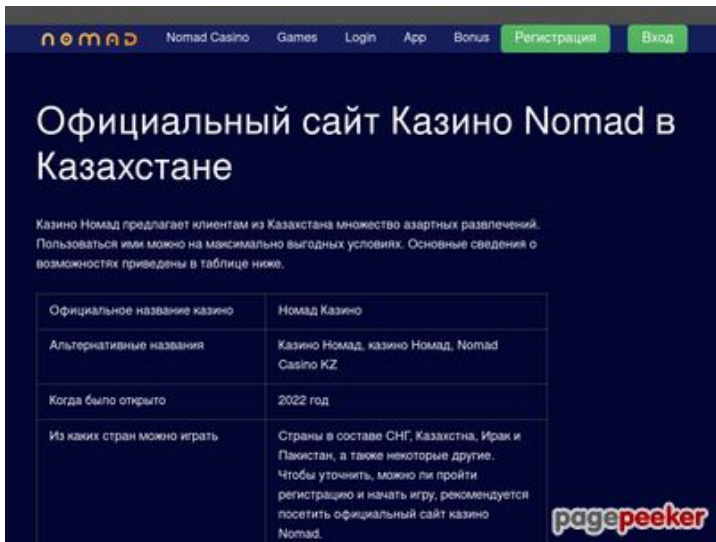 NOMAD Nomad Casino Games Login App Bonus Регистрация Вход
Официальный сайт Казино Nomad в
Казахстане
Казино Номад предлагает клиентам из Казахстана множество азартных развлечений.
Пользоваться ими можно на максимально выгодных условиях. Основные сведения о
возможностях приведены в таблице ниже.
Официальное название казино Номад Казино
Альтернативные названия Казино Номад, казино Номад, Nomad
Casino KZ
Когда было открыто 2022 год
Из каких стран можно играть Страны в составе СНГ, Казахстна, Ирак и
Пакистан, а также некоторые другие.
Чтобы уточнить, можно ли пройти
регистрацию и начать игру, рекомендуется
посетить официальный сайт казино
Nomad.
pagepeeker